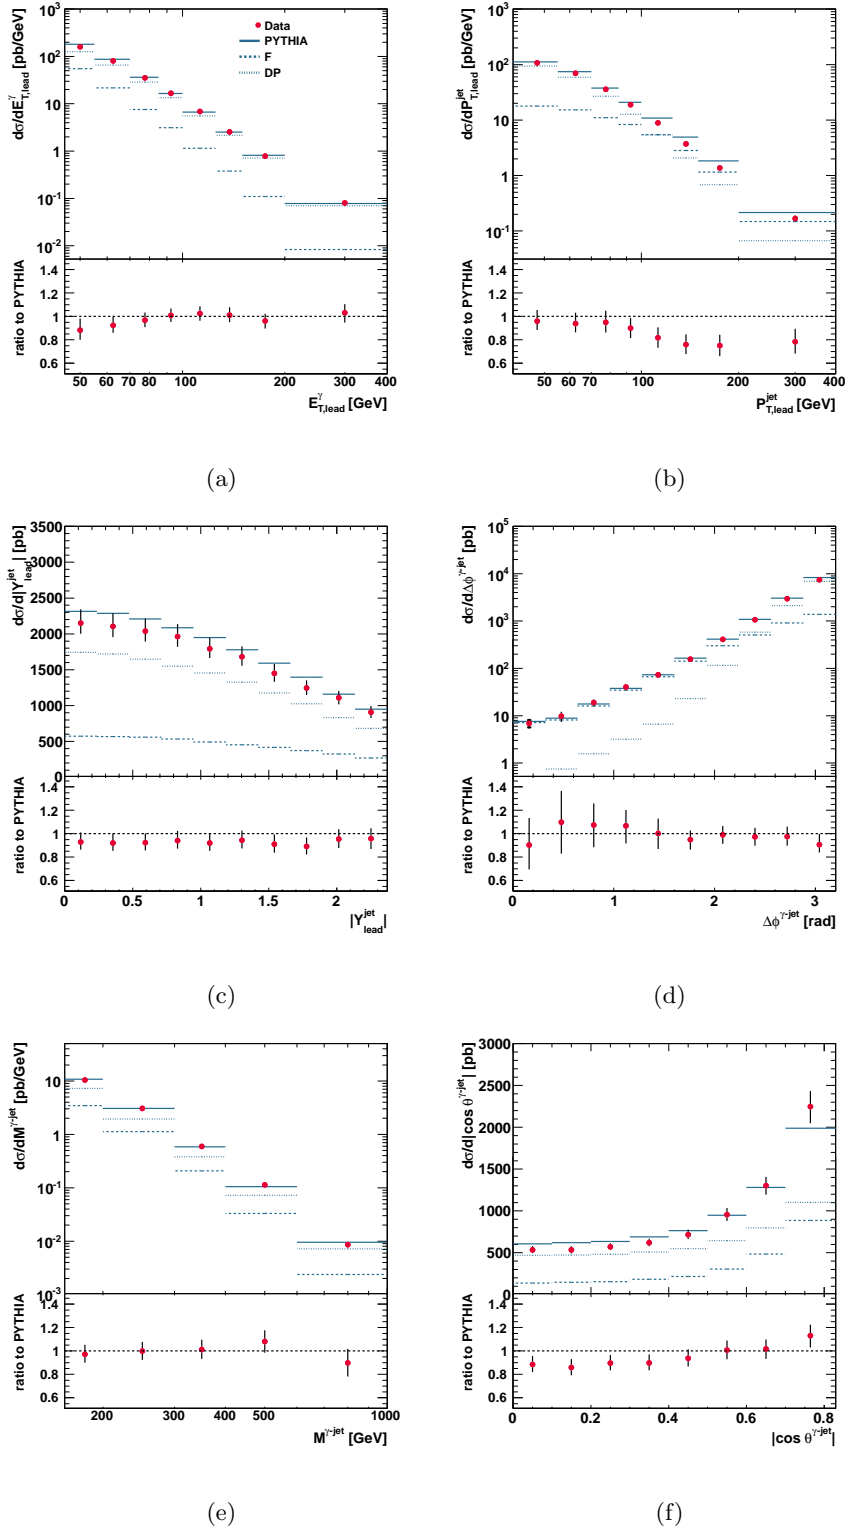 dσ/dE^γ_{T,lead} [pb/GeV]
10^3
10^2
10
1
10^-1
10^-2
Data
PYTHIA
F
DP
ratio to PYTHIA
1.4
1.2
1
0.8
0.6
50 60 70 80 100 200 300 400
E^γ_{T,lead} [GeV]
(a)
dσ/dP^jet_{T,lead} [pb/GeV]
10^3
10^2
10
1
10^-1
ratio to PYTHIA
1.4
1.2
1
0.8
0.6
50 60 70 80 100 200 300 400
P^jet_{T,lead} [GeV]
(b)
dσ/d|Y^jet_lead| [pb]
3500
3000
2500
2000
1500
1000
500
0
ratio to PYTHIA
1.4
1.2
1
0.8
0.6
0 0.5 1 1.5 2
|Y^jet_lead|
(c)
dσ/dΔϕ^γ-jet [pb]
10^5
10^4
10^3
10^2
10
1
ratio to PYTHIA
1.4
1.2
1
0.8
0.6
0 1 2 3
Δϕ^γ-jet [rad]
(d)
dσ/dM^γ-jet [pb/GeV]
10
1
10^-1
10^-2
10^-3
ratio to PYTHIA
1.4
1.2
1
0.8
0.6
200 300 400 500 1000
M^γ-jet [GeV]
(e)
dσ/d|cos θ^γ-jet| [pb]
3000
2500
2000
1500
1000
500
0
ratio to PYTHIA
1.4
1.2
1
0.8
0.6
0 0.2 0.4 0.6 0.8
|cos θ^γ-jet|
(f)